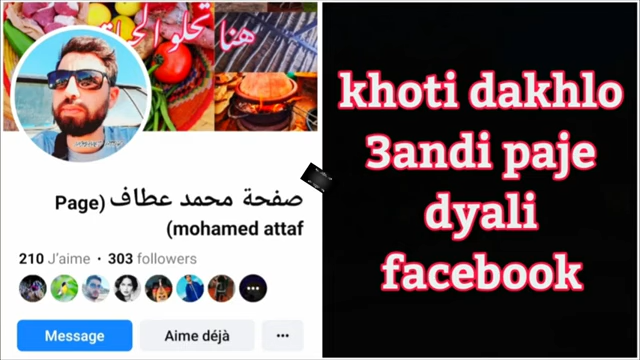 هنا تحلو الحياة
صفحة محمد عطاف (Page
mohamed attaf)
210 J’aime • 303 followers
Message
Aime déjà
khoti dakhlo
3andi paje
dyali
facebook